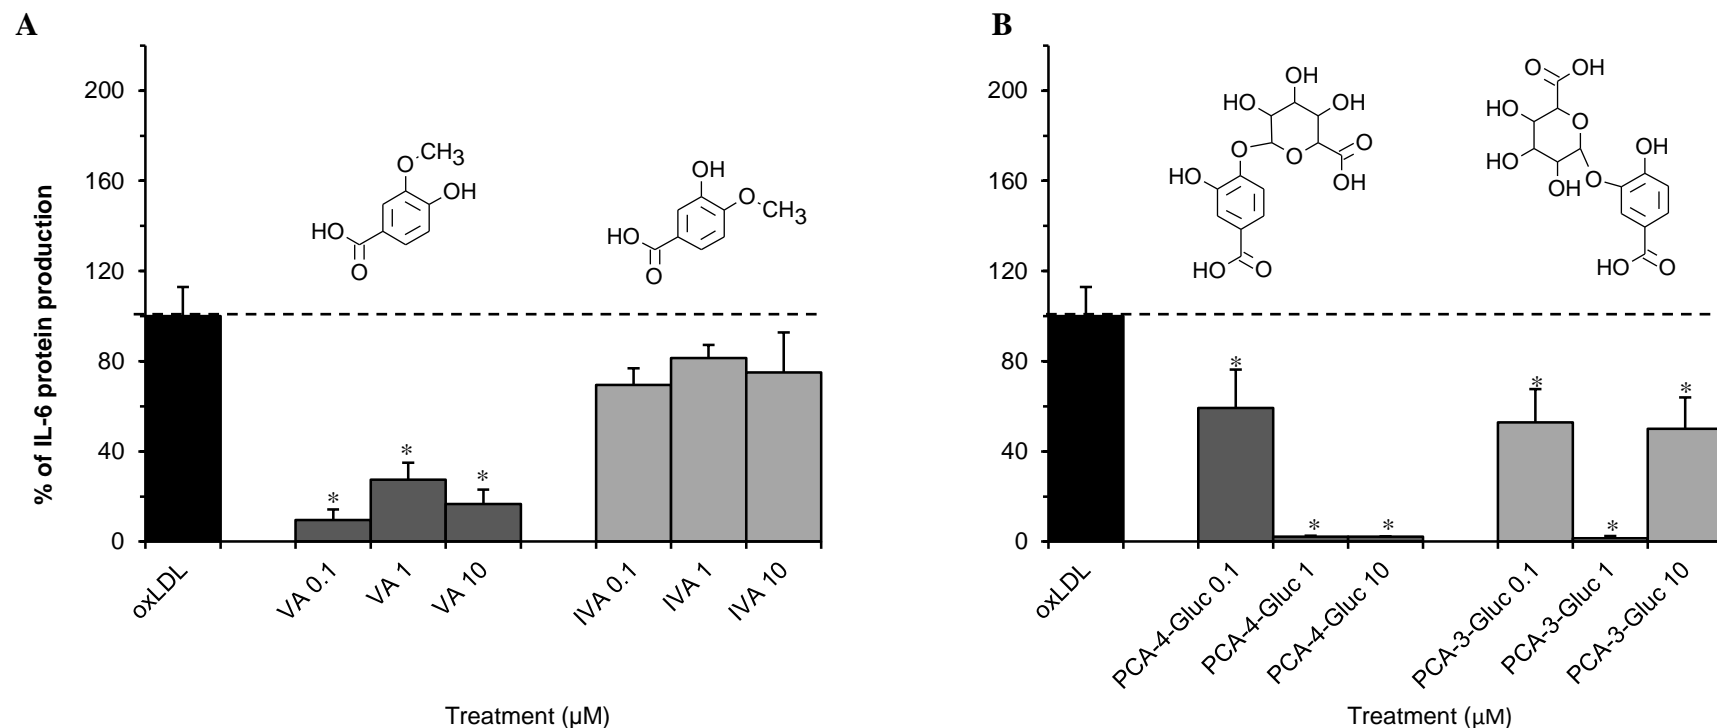 A
% of IL-6 protein production
200
160
120
80
40
0
O CH3
OH
HO
O
OH
O CH3
HO
O
*
*
*
oxLDL
VA 0.1
VA 1
VA 10
IVA 0.1
IVA 1
IVA 10
Treatment (µM)
B
200
160
120
80
40
0
OH
HO
OH
O
O
O
HO
OH
HO
O
O
OH
HO
O
HO
OH
OH
O
HO
O
*
*
*
*
*
*
oxLDL
PCA-4-Gluc 0.1
PCA-4-Gluc 1
PCA-4-Gluc 10
PCA-3-Gluc 0.1
PCA-3-Gluc 1
PCA-3-Gluc 10
Treatment (µM)